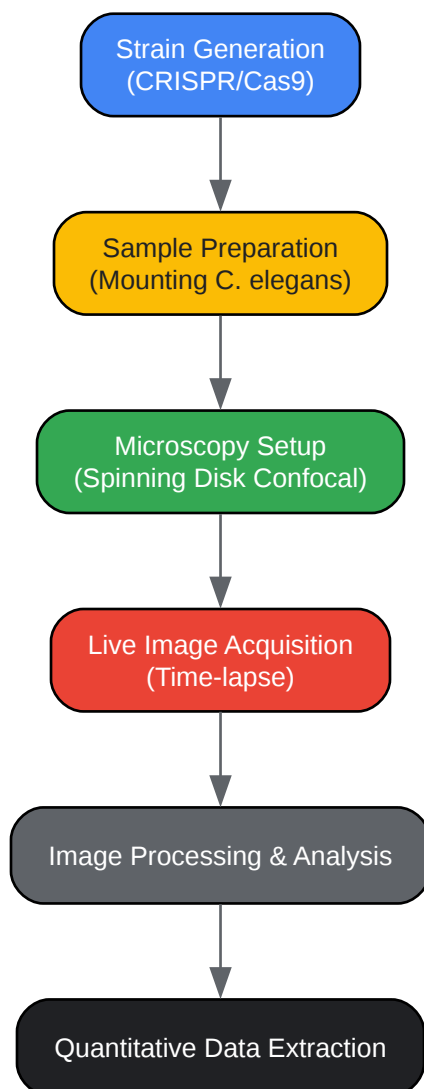 Strain Generation
(CRISPR/Cas9)
Sample Preparation
(Mounting C. elegans)
Microscopy Setup
(Spinning Disk Confocal)
Live Image Acquisition
(Time-lapse)
Image Processing & Analysis
Quantitative Data Extraction